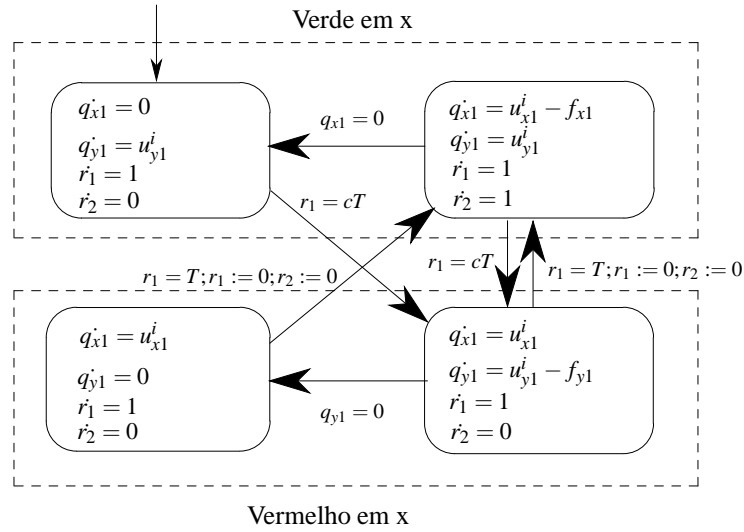 Verde em x
q̇x1 = 0
q̇y1 = u^i_y1
ṙ1 = 1
ṙ2 = 0
qx1 = 0
q̇x1 = u^i_x1 − fx1
q̇y1 = u^i_y1
ṙ1 = 1
ṙ2 = 1
r1 = cT
r1 = cT
r1 = T; r1 := 0; r2 := 0
r1 = T; r1 := 0; r2 := 0
q̇x1 = u^i_x1
q̇y1 = 0
ṙ1 = 1
ṙ2 = 0
qy1 = 0
q̇x1 = u^i_x1
q̇y1 = u^i_y1 − fy1
ṙ1 = 1
ṙ2 = 0
Vermelho em x